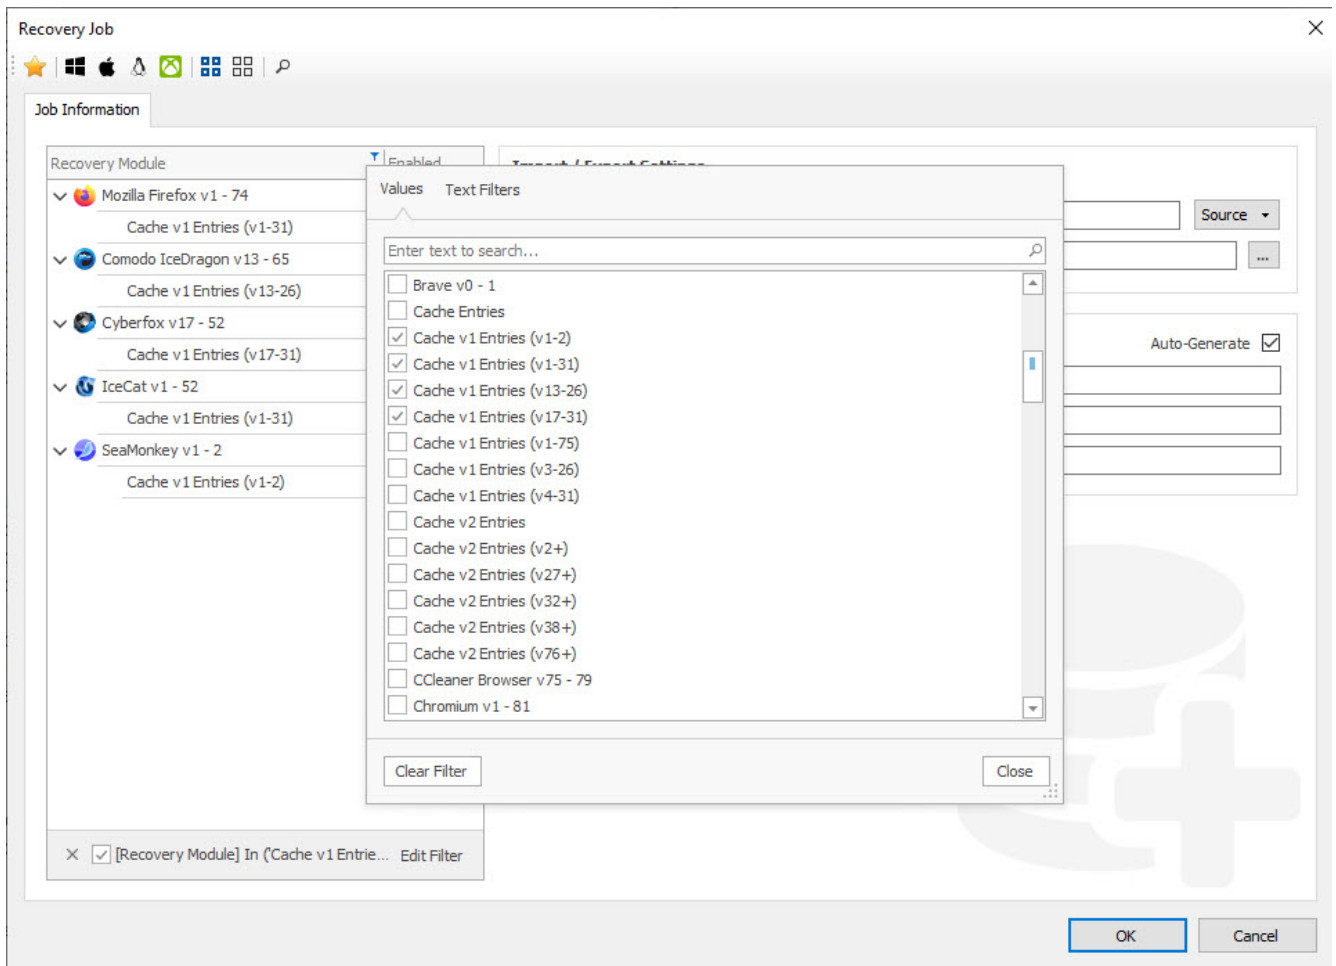 Recovery Job
Job Information
Recovery Module
Enabled
Mozilla Firefox v1 - 74
Cache v1 Entries (v1-31)
Comodo IceDragon v13 - 65
Cache v1 Entries (v13-26)
Cyberfox v17 - 52
Cache v1 Entries (v17-31)
IceCat v1 - 52
Cache v1 Entries (v1-31)
SeaMonkey v1 - 2
Cache v1 Entries (v1-2)
[Recovery Module] In ('Cache v1 Entrie... Edit Filter
Import / Export Settings
Values Text Filters
Enter text to search...
Brave v0 - 1
Cache Entries
Cache v1 Entries (v1-2)
Cache v1 Entries (v1-31)
Cache v1 Entries (v13-26)
Cache v1 Entries (v17-31)
Cache v1 Entries (v1-75)
Cache v1 Entries (v3-26)
Cache v1 Entries (v4-31)
Cache v2 Entries
Cache v2 Entries (v2+)
Cache v2 Entries (v27+)
Cache v2 Entries (v32+)
Cache v2 Entries (v38+)
Cache v2 Entries (v76+)
CCleaner Browser v75 - 79
Chromium v1 - 81
Clear Filter
Close
Source
...
Auto-Generate
OK
Cancel